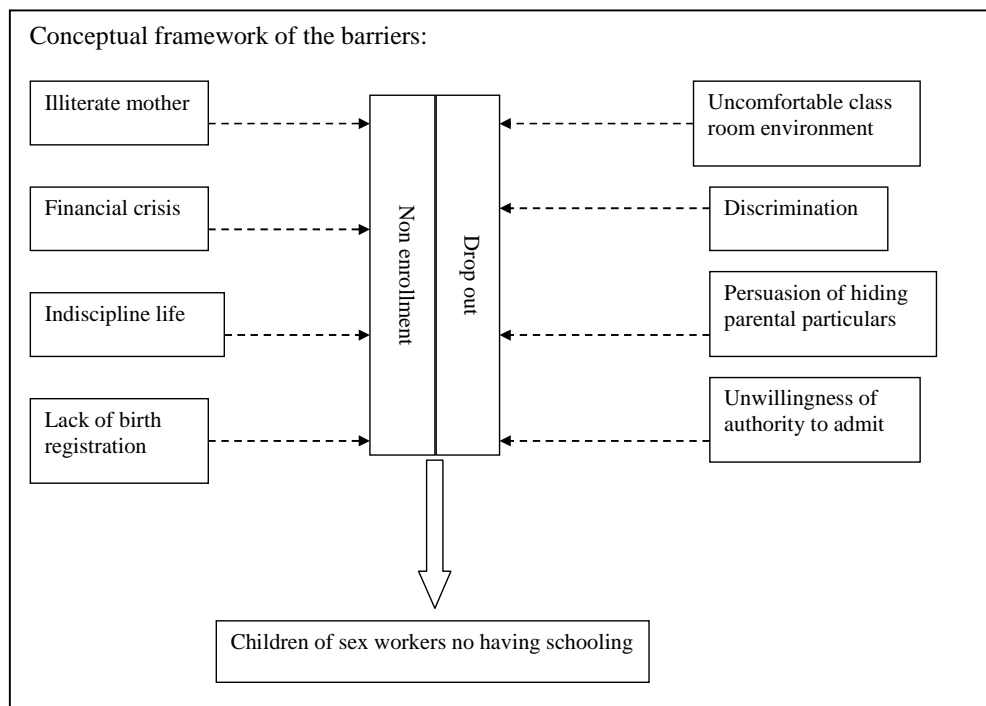 Conceptual framework of the barriers:
Illiterate mother
Financial crisis
Indiscipline life
Lack of birth
registration
Non enrollment
Drop out
Uncomfortable class
room environment
Discrimination
Persuasion of hiding
parental particulars
Unwillingness of
authority to admit
Children of sex workers no having schooling